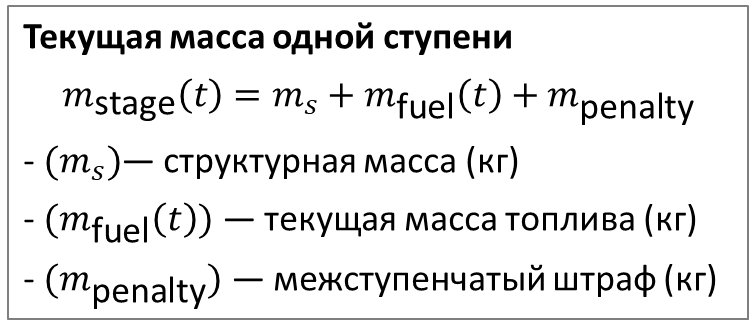 Текущая масса одной ступени
m_stage(t) = m_s + m_fuel(t) + m_penalty
- (m_s)— структурная масса (кг)
- (m_fuel(t)) — текущая масса топлива (кг)
- (m_penalty) — межступенчатый штраф (кг)